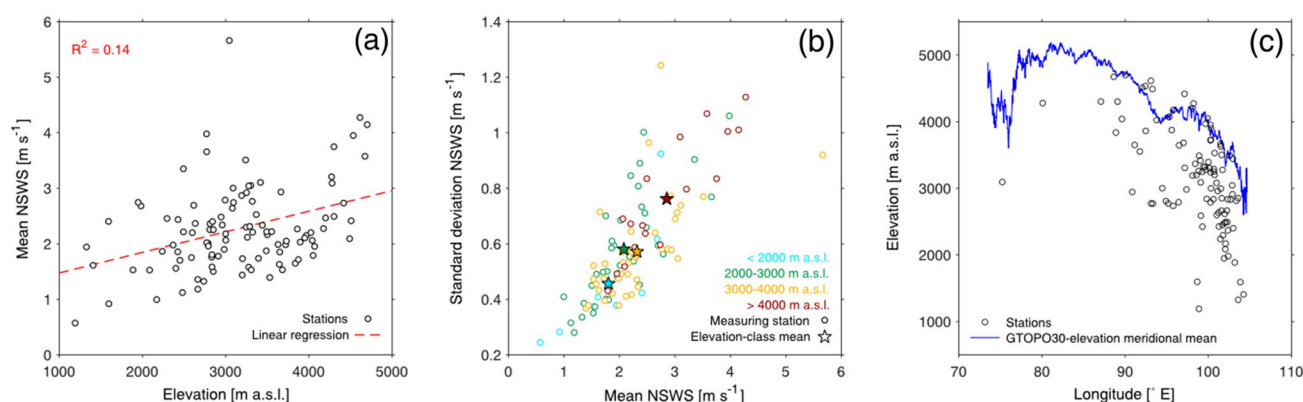 (a)
R² = 0.14
Mean NSWS [m s⁻¹]
6
5
4
3
2
1
0
Stations
Linear regression
1000 2000 3000 4000 5000
Elevation [m a.s.l.]
(b)
Standard deviation NSWS [m s⁻¹]
1.4
1.2
1
0.8
0.6
0.4
0.2
< 2000 m a.s.l.
2000-3000 m a.s.l.
3000-4000 m a.s.l.
> 4000 m a.s.l.
Measuring station
Elevation-class mean
0 1 2 3 4 5 6
Mean NSWS [m s⁻¹]
(c)
Elevation [m a.s.l.]
5000
4000
3000
2000
1000
Stations
GTOPO30-elevation meridional mean
70 80 90 100 110
Longitude [° E]